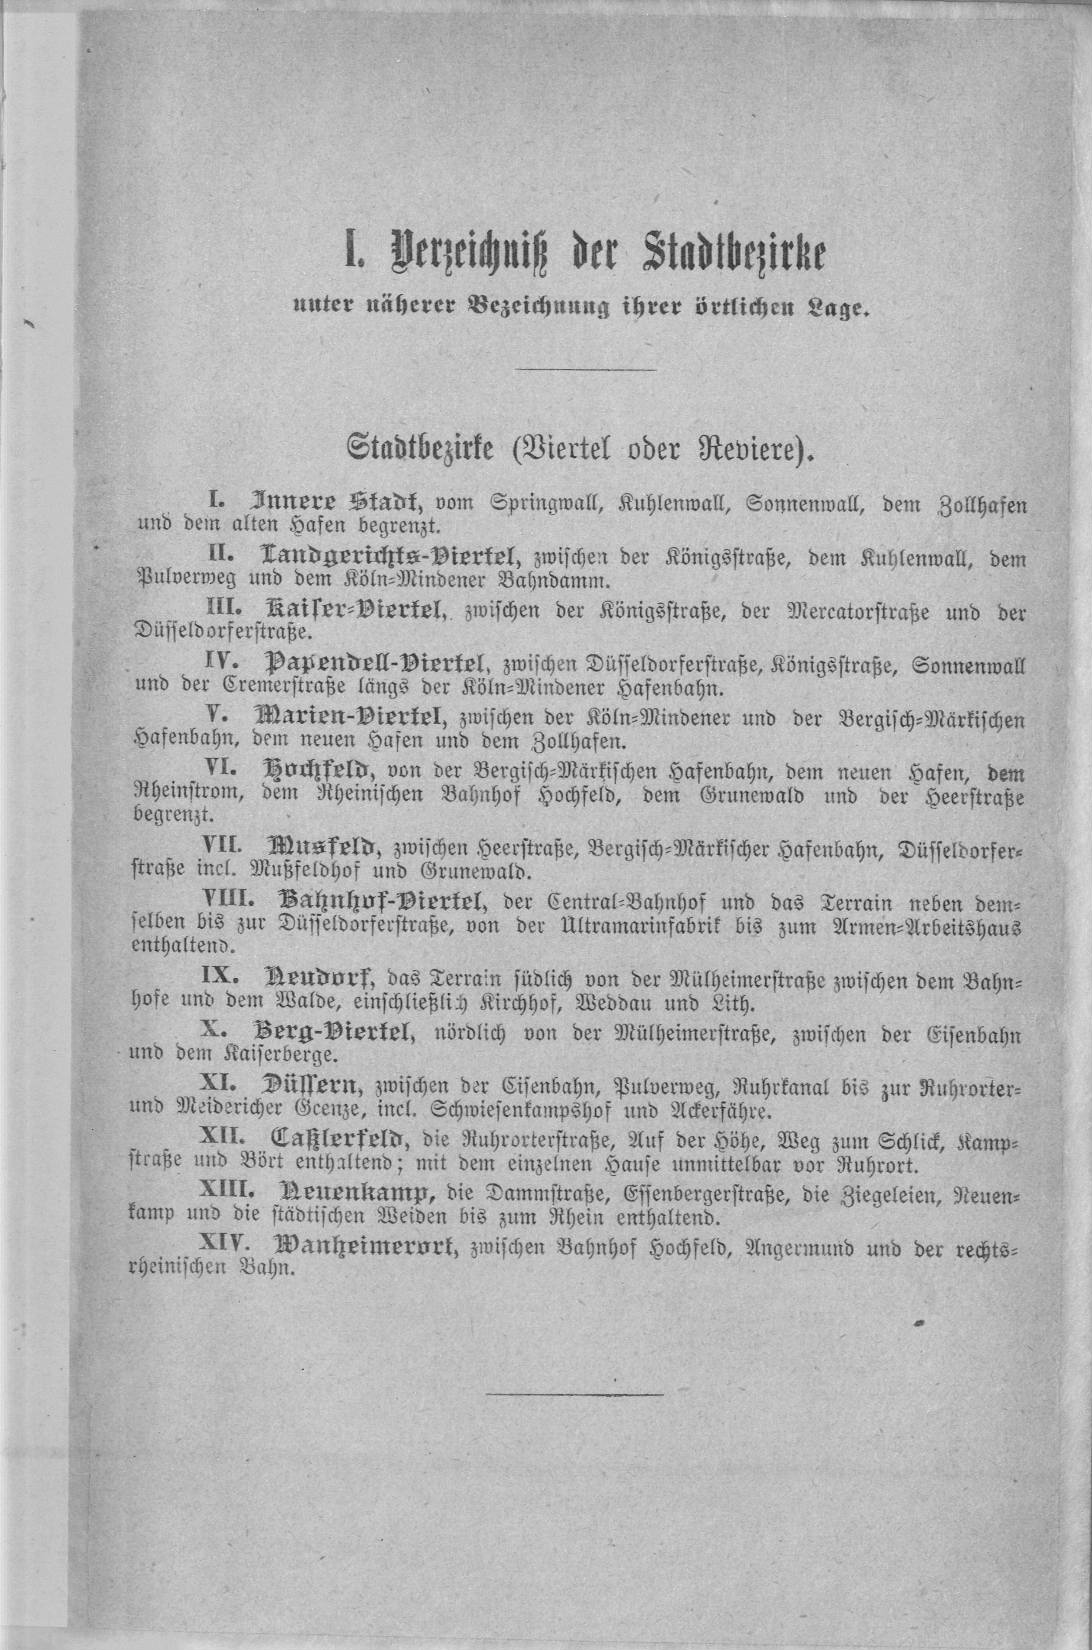 I. Verzeichniß der Stadtbezirke
unter näherer Bezeichnung ihrer örtlichen Lage.
Stadtbezirke (Viertel oder Reviere).
I. Innere Stadt, vom Springwall, Kuhlenwall, Sonnenwall, dem Zollhafen
und dem alten Hafen begrenzt.
II. Landgerichts-Viertel, zwischen der Königsstraße, dem Kuhlenwall, dem
Pulverweg und dem Köln-Mindener Bahndamm.
III. Kaiser-Viertel, zwischen der Königsstraße, der Mercatorstraße und der
Düsseldorferstraße.
IV. Papendell-Viertel, zwischen Düsseldorferstraße, Königsstraße, Sonnenwall
und der Cremerstraße längs der Köln-Mindener Hafenbahn.
V. Marien-Viertel, zwischen der Köln-Mindener und der Bergisch-Märkischen
Hafenbahn, dem neuen Hafen und dem Zollhafen.
VI. Hochfeld, von der Bergisch-Märkischen Hafenbahn, dem neuen Hafen, dem
Rheinstrom, dem Rheinischen Bahnhof Hochfeld, dem Grunewald und der Heerstraße
begrenzt.
VII. Musfeld, zwischen Heerstraße, Bergisch-Märkischer Hafenbahn, Düsseldorfer-
straße incl. Mußfeldhof und Grunewald.
VIII. Bahnhof-Viertel, der Central-Bahnhof und das Terrain neben dem-
selben bis zur Düsseldorferstraße, von der Ultramarinfabrik bis zum Armen-Arbeitshaus
enthaltend.
IX. Neudorf, das Terrain südlich von der Mülheimerstraße zwischen dem Bahn-
hofe und dem Walde, einschließlich Kirchhof, Weddau und Lith.
X. Berg-Viertel, nördlich von der Mülheimerstraße, zwischen der Eisenbahn
und dem Kaiserberge.
XI. Düssern, zwischen der Eisenbahn, Pulverweg, Ruhrkanal bis zur Ruhrorter-
und Meidericher Grenze, incl. Schwiesenkampshof und Ackerfähre.
XII. Caßlerfeld, die Ruhrorterstraße, Auf der Höhe, Weg zum Schlick, Kamp-
straße und Bört enthaltend; mit dem einzelnen Hause unmittelbar vor Ruhrort.
XIII. Neuenkamp, die Dammstraße, Essenbergerstraße, die Ziegeleien, Neuen-
kamp und die städtischen Weiden bis zum Rhein enthaltend.
XIV. Wanheimerort, zwischen Bahnhof Hochfeld, Angermund und der rechts-
rheinischen Bahn.